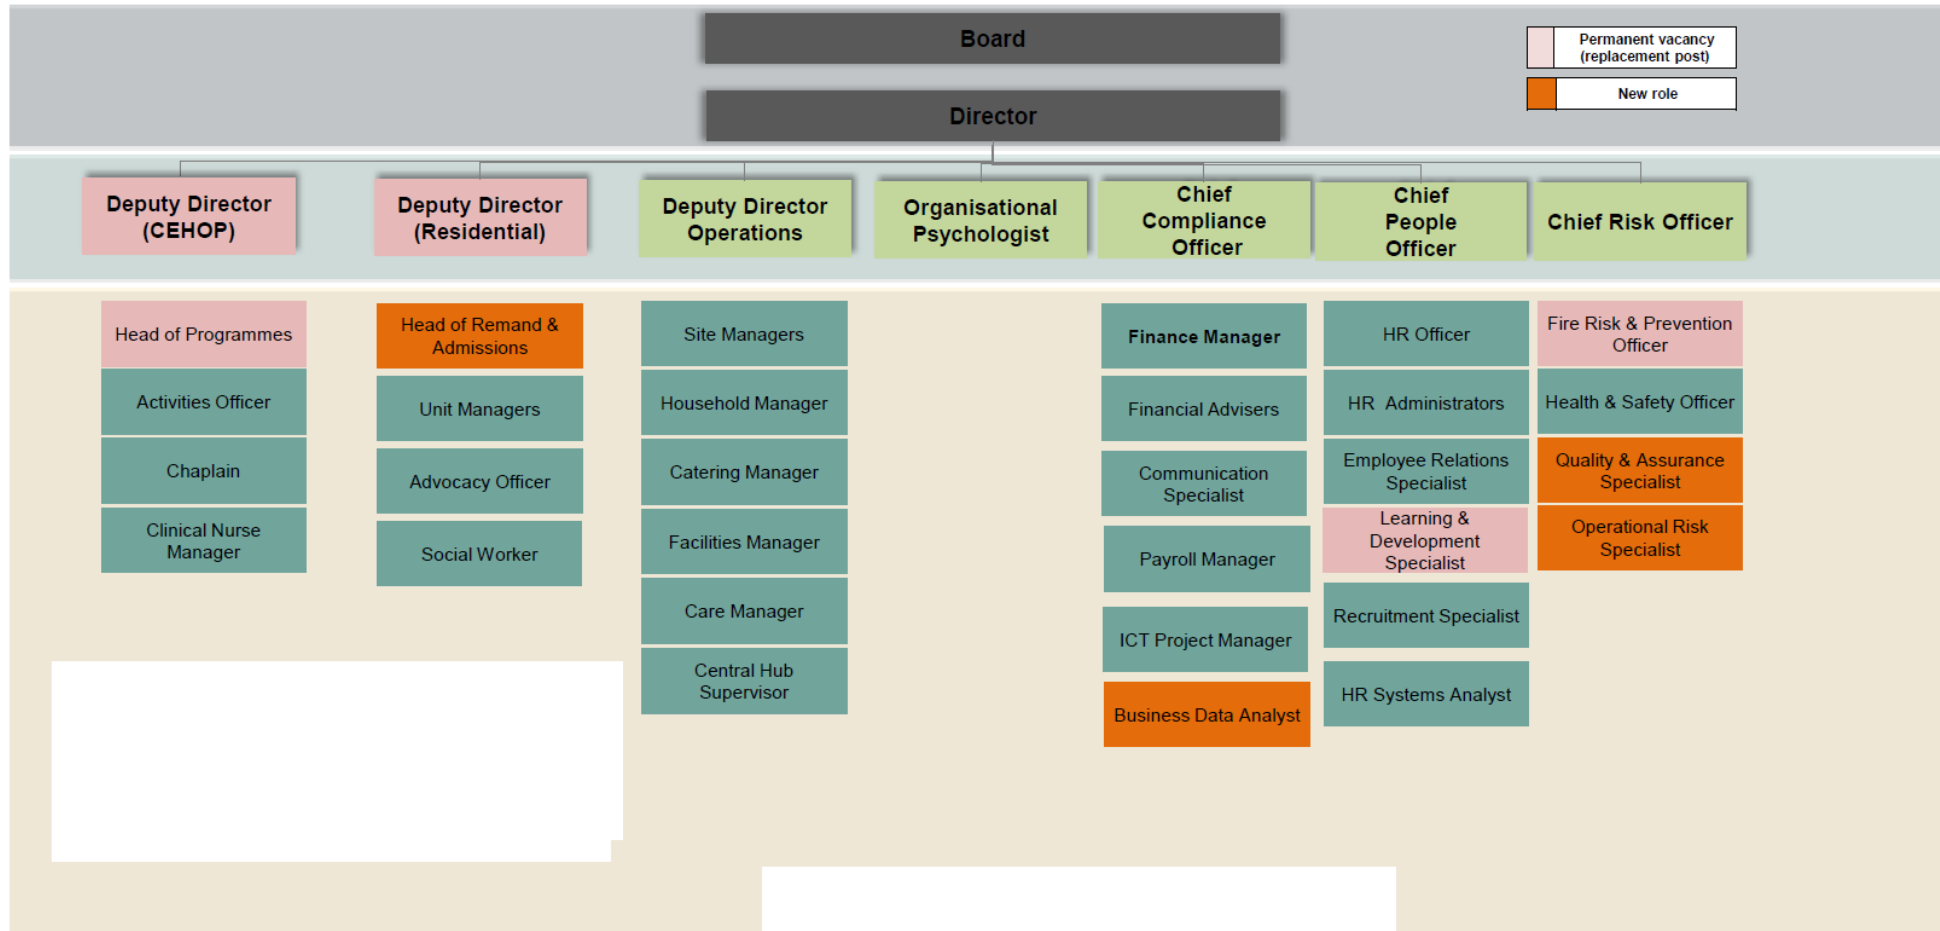 Board
Permanent vacancy
(replacement post)
New role
Director
Deputy Director
(CEHOP)
Deputy Director
(Residential)
Deputy Director
Operations
Organisational
Psychologist
Chief
Compliance
Officer
Chief
People
Officer
Chief Risk Officer
Head of Programmes
Activities Officer
Chaplain
Clinical Nurse
Manager
Head of Remand &
Admissions
Unit Managers
Advocacy Officer
Social Worker
Site Managers
Household Manager
Catering Manager
Facilities Manager
Care Manager
Central Hub
Supervisor
Finance Manager
Financial Advisers
Communication
Specialist
Payroll Manager
ICT Project Manager
Business Data Analyst
HR Officer
HR Administrators
Employee Relations
Specialist
Learning &
Development
Specialist
Recruitment Specialist
HR Systems Analyst
Fire Risk & Prevention
Officer
Health & Safety Officer
Quality & Assurance
Specialist
Operational Risk
Specialist